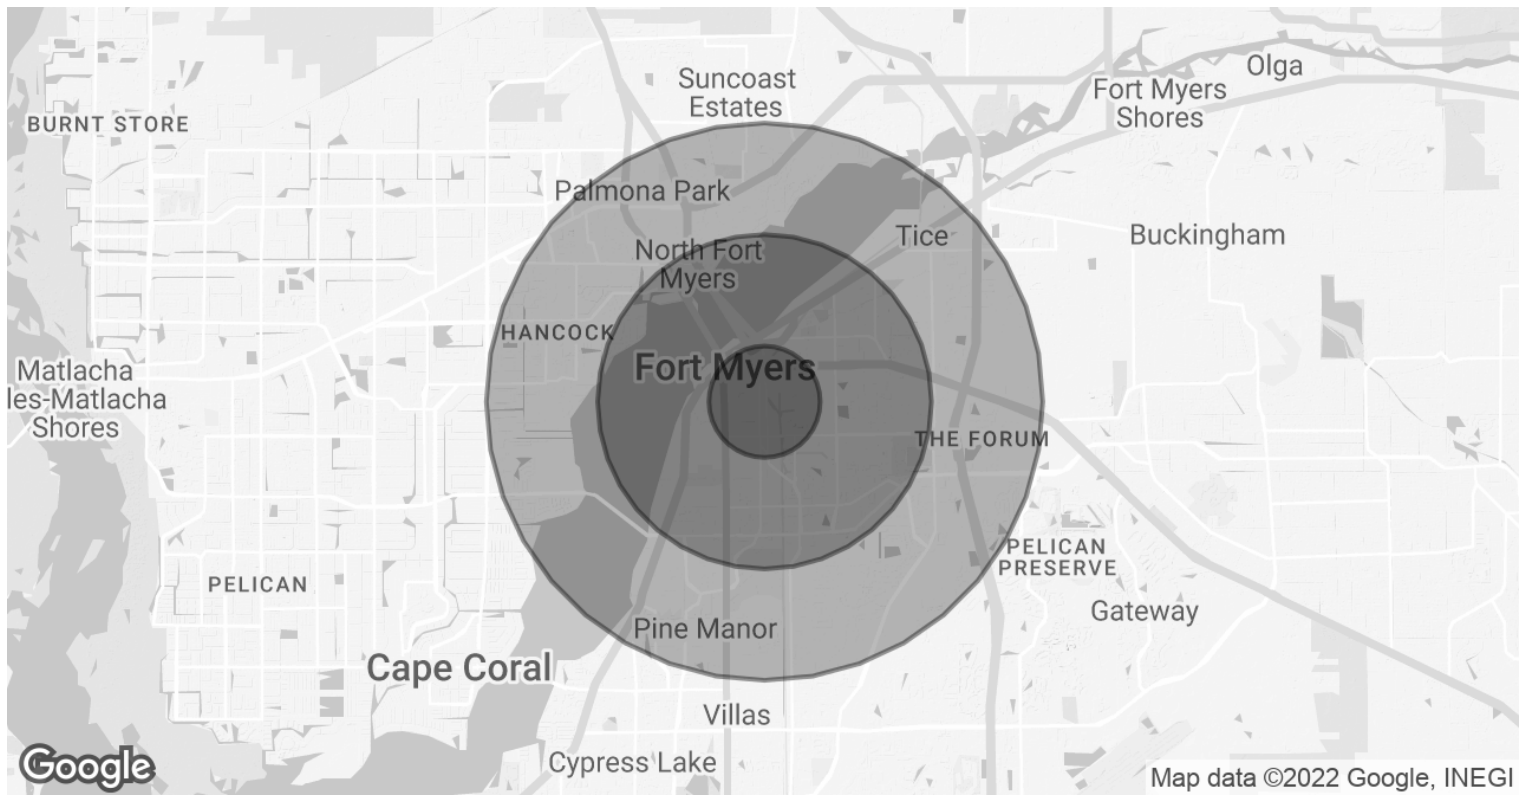 Suncoast
Estates
Olga
Fort Myers
Shores
BURNT STORE
Palmona Park
Tice
Buckingham
North Fort
Myers
HANCOCK
Fort Myers
Matlacha
les-Matlacha
Shores
THE FORUM
PELICAN
PRESERVE
PELICAN
Gateway
Pine Manor
Cape Coral
Villas
Cypress Lake
Google
Map data ©2022 Google, INEGI